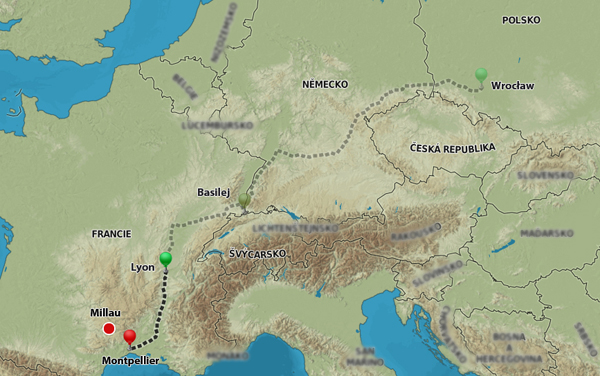 POLSKO
NIZOZEMSKO
BELGIE
NĚMECKO
Wrocław
LUCEMBURSKO
ČESKÁ REPUBLIKA
SLOVENSKO
Basilej
FRANCIE
LICHTENŠTEJNSKO
RAKOUSKO
MAĎARSKO
ŠVÝCARSKO
Lyon
SLOVINSKO
Millau
CHORVATSKO
BOSNA
A
HERCEGOVINA
SRBSKO
Montpellier
MONAKO
SAN
MARINO